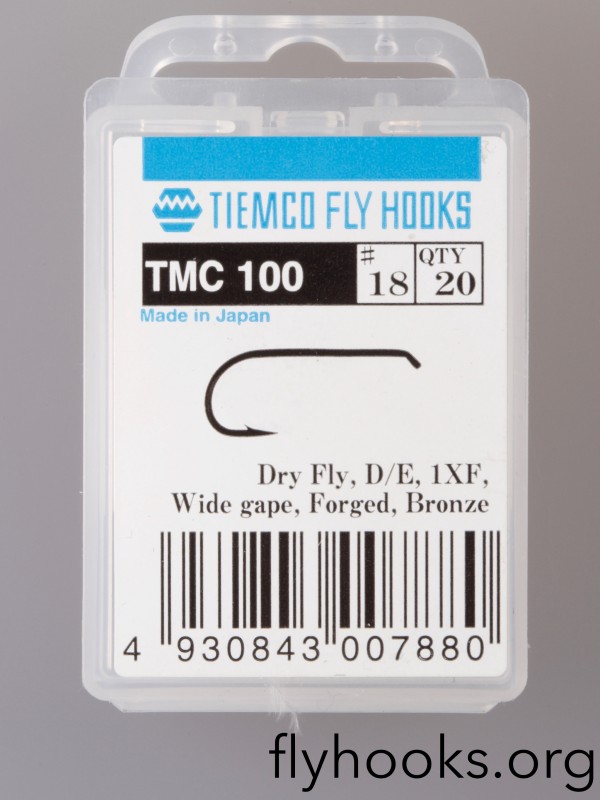 TIEMCO FLY HOOKS
TMC 100 # 18 QTY 20
Made in Japan
Dry Fly, D/E, 1XF,
Wide gape, Forged, Bronze
4 930843 007880
flyhooks.org